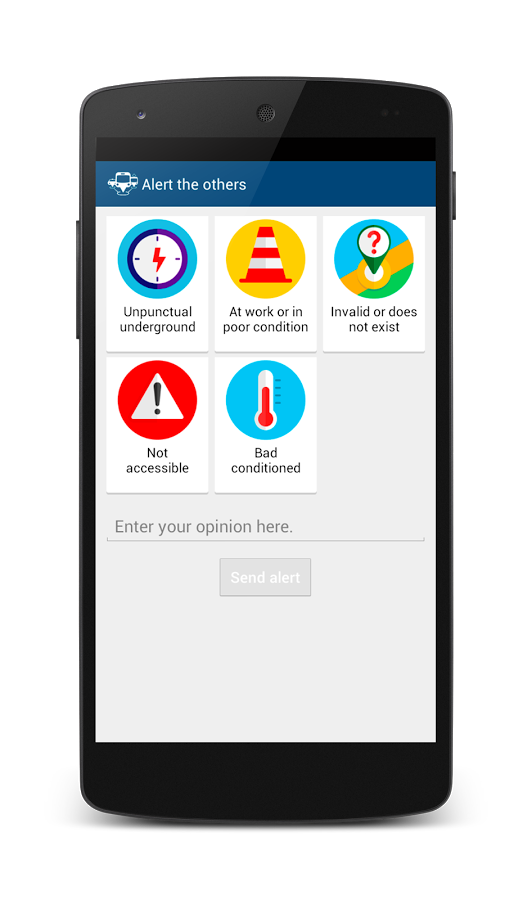 Alert the others
Unpunctual
underground
At work or in
poor condition
Invalid or does
not exist
Not
accessible
Bad
conditioned
Enter your opinion here.
Send alert